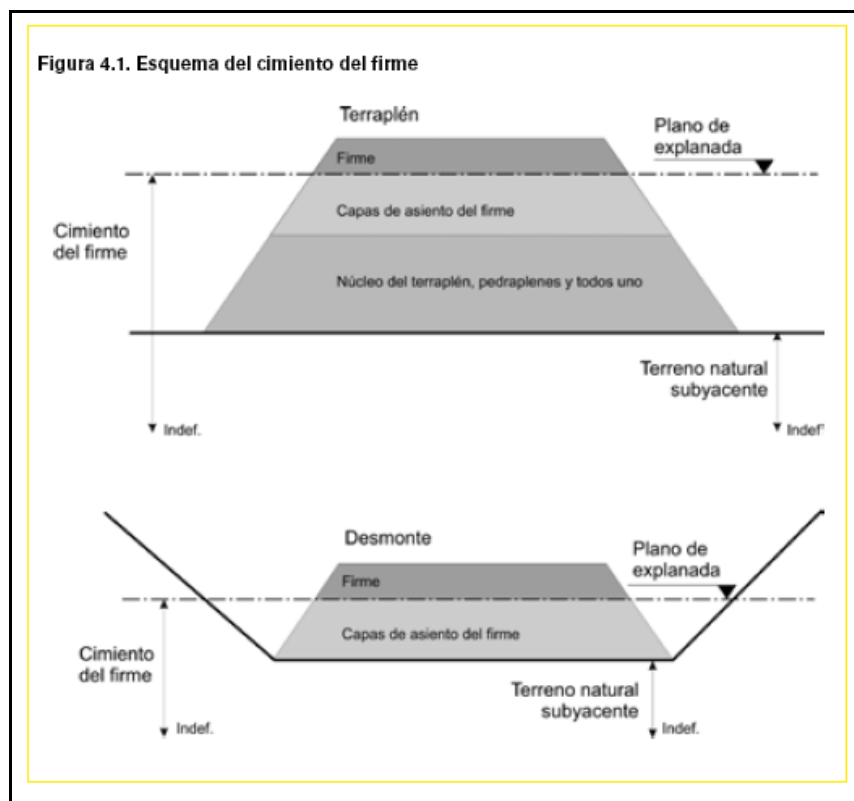 Figura 4.1. Esquema del cimiento del firme
Terraplén
Plano de
explanada
Firme
Capas de asiento del firme
Cimiento
del firme
Núcleo del terraplén, pedraplenes y todos uno
Terreno natural
subyacente
Indef.
Indef
Desmonte
Plano de
explanada
Firme
Capas de asiento del firme
Cimiento
del firme
Terreno natural
subyacente
Indef.
Indef.